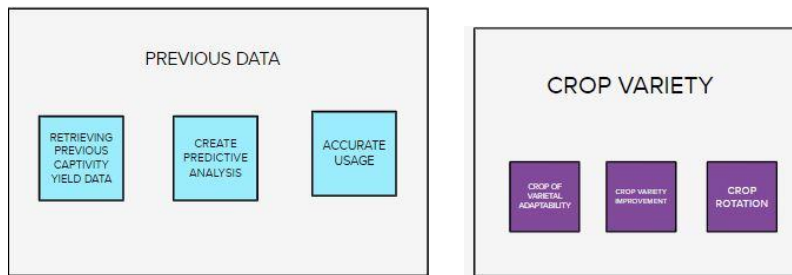 PREVIOUS DATA
RETRIEVING
PREVIOUS
CAPTIVITY
YIELD DATA
CREATE
PREDICTIVE
ANALYSIS
ACCURATE
USAGE
CROP VARIETY
CROP OF
VARIETAL
ADAPTABILITY
CROP VARIETY
IMPROVEMENT
CROP
ROTATION